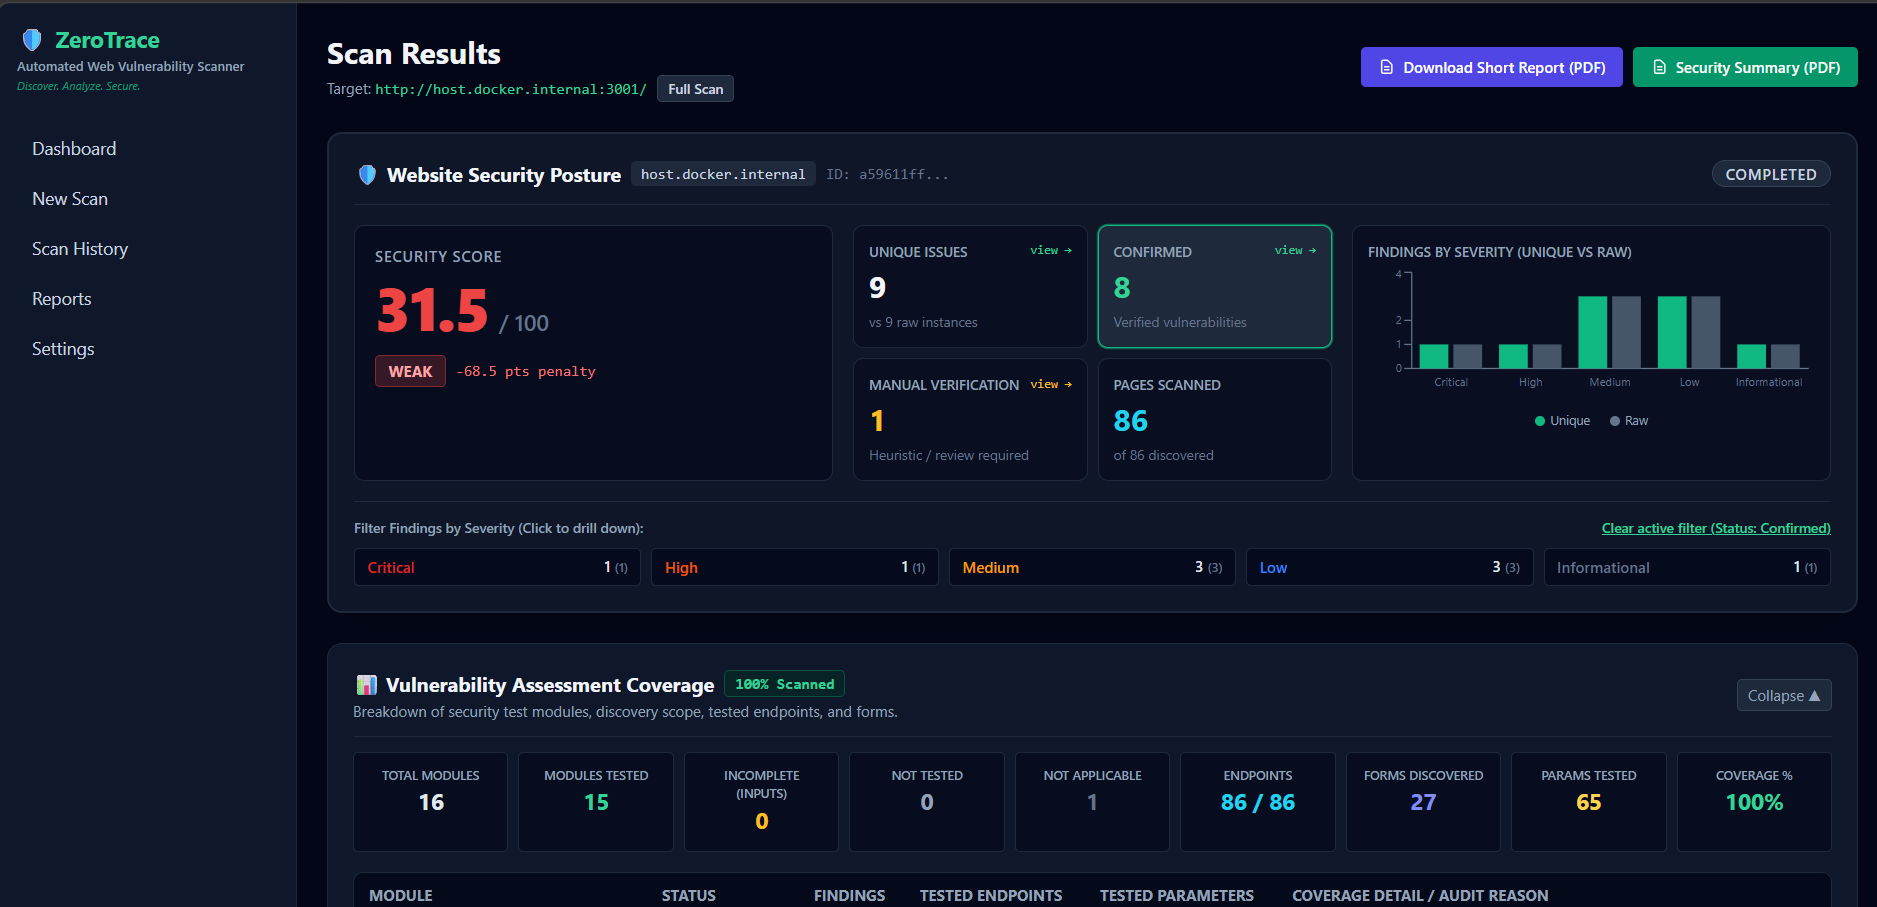 ZeroTrace
Automated Web Vulnerability Scanner
Discover. Analyze. Secure.
Dashboard
New Scan
Scan History
Reports
Settings
Scan Results
Target: http://host.docker.internal:3001/ Full Scan
Download Short Report (PDF)
Security Summary (PDF)
Website Security Posture host.docker.internal ID: a59611ff...
COMPLETED
SECURITY SCORE
31.5 / 100
WEAK -68.5 pts penalty
UNIQUE ISSUES view →
9
vs 9 raw instances
CONFIRMED view →
8
Verified vulnerabilities
MANUAL VERIFICATION view →
1
Heuristic / review required
PAGES SCANNED
86
of 86 discovered
FINDINGS BY SEVERITY (UNIQUE VS RAW)
4
2
1
0
Critical High Medium Low Informational
Unique Raw
Filter Findings by Severity (Click to drill down):
Clear active filter (Status: Confirmed)
Critical 1 (1)
High 1 (1)
Medium 3 (3)
Low 3 (3)
Informational 1 (1)
Vulnerability Assessment Coverage 100% Scanned
Breakdown of security test modules, discovery scope, tested endpoints, and forms.
Collapse ▲
TOTAL MODULES
16
MODULES TESTED
15
INCOMPLETE
(INPUTS)
0
NOT TESTED
0
NOT APPLICABLE
1
ENDPOINTS
86 / 86
FORMS DISCOVERED
27
PARAMS TESTED
65
COVERAGE %
100%
MODULE STATUS FINDINGS TESTED ENDPOINTS TESTED PARAMETERS COVERAGE DETAIL / AUDIT REASON